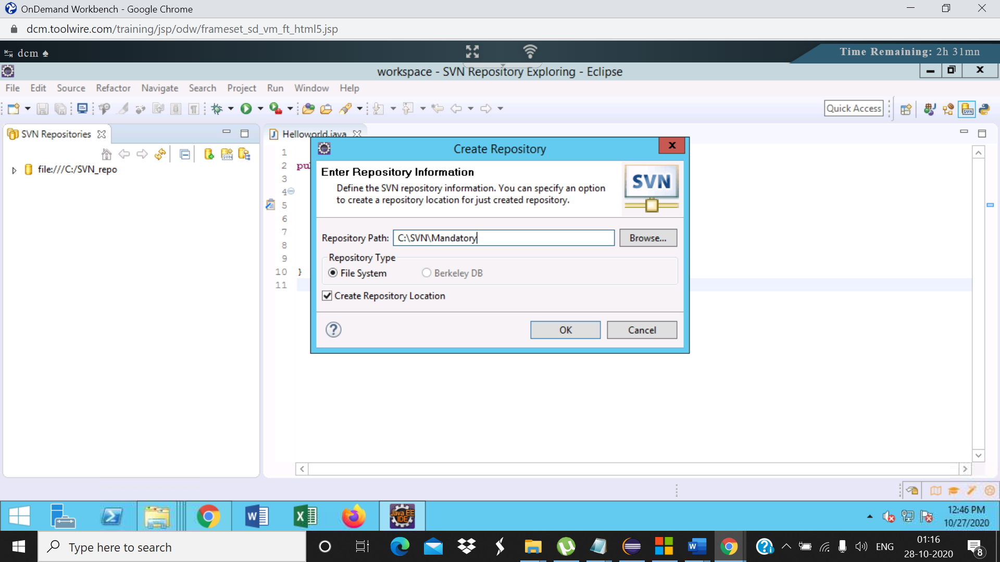 OnDemand Workbench - Google Chrome
dcm.toolwire.com/training/jsp/odw/frameset_sd_vm_ft_html5.jsp
dcm
Time Remaining: 2h 31mn
workspace - SVN Repository Exploring - Eclipse
File Edit Source Refactor Navigate Search Project Run Window Help
Quick Access
SVN
SVN Repositories
Helloworld.java
SVN
file:///C:/SVN_repo
1
2 pu
3
4
5
6
7
8
9
10 }
11
Create Repository
x
Enter Repository Information
Define the SVN repository information. You can specify an option
to create a repository location for just created repository.
SVN
Repository Path: C:\SVN\Mandatory Browse...
Repository Type
File System Berkeley DB
Create Repository Location
? OK Cancel
W X Java EE IDE
12:46 PM
10/27/2020
Type here to search
W
ENG
01:16
28-10-2020
8